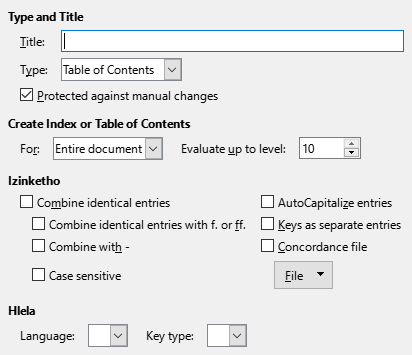 Type and Title
Title:
Type: Table of Contents
Protected against manual changes
Create Index or Table of Contents
For: Entire document Evaluate up to level: 10
Izinketho
Combine identical entries AutoCapitalize entries
Combine identical entries with f. or ff. Keys as separate entries
Combine with - Concordance file
Case sensitive File
Hlela
Language: Key type: